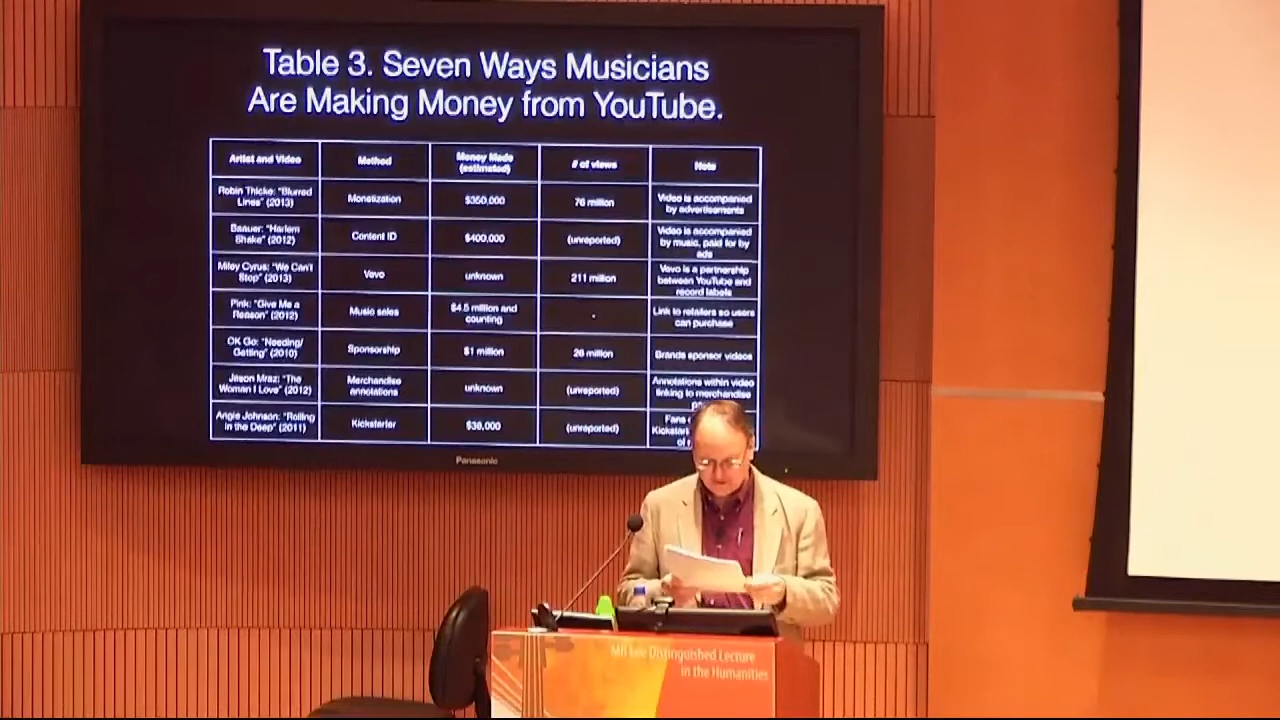 Table 3. Seven Ways Musicians
Are Making Money from YouTube.
Artist and Video
Method
Money Made
(estimated)
# of views
Note
Robin Thicke: "Blurred
Lines" (2013)
Monetization
$350,000
76 million
Video is accompanied
by advertisements
Baauer: "Harlem
Shake" (2012)
Content ID
$400,000
(unreported)
Video is accompanied
by music, paid for by
ads
Miley Cyrus: "We Can't
Stop" (2013)
Vevo
unknown
211 million
Vevo is a partnership
between YouTube and
record labels
Pink: "Give Me a
Reason" (2012)
Music sales
$4.5 million and
counting
Link to retailers so users
can purchase
OK Go: "Needing/
Getting" (2010)
Sponsorship
$1 million
26 million
Brands sponsor videos
Jason Mraz: "The
Woman I Love" (2012)
Merchandise
annotations
unknown
(unreported)
Annotations within video
linking to merchandise
Angie Johnson: "Rolling
in the Deep" (2011)
Kickstarter
(unreported)
Fans
of
Panasonic
Lee Distinguished Lecture
in the Humanities